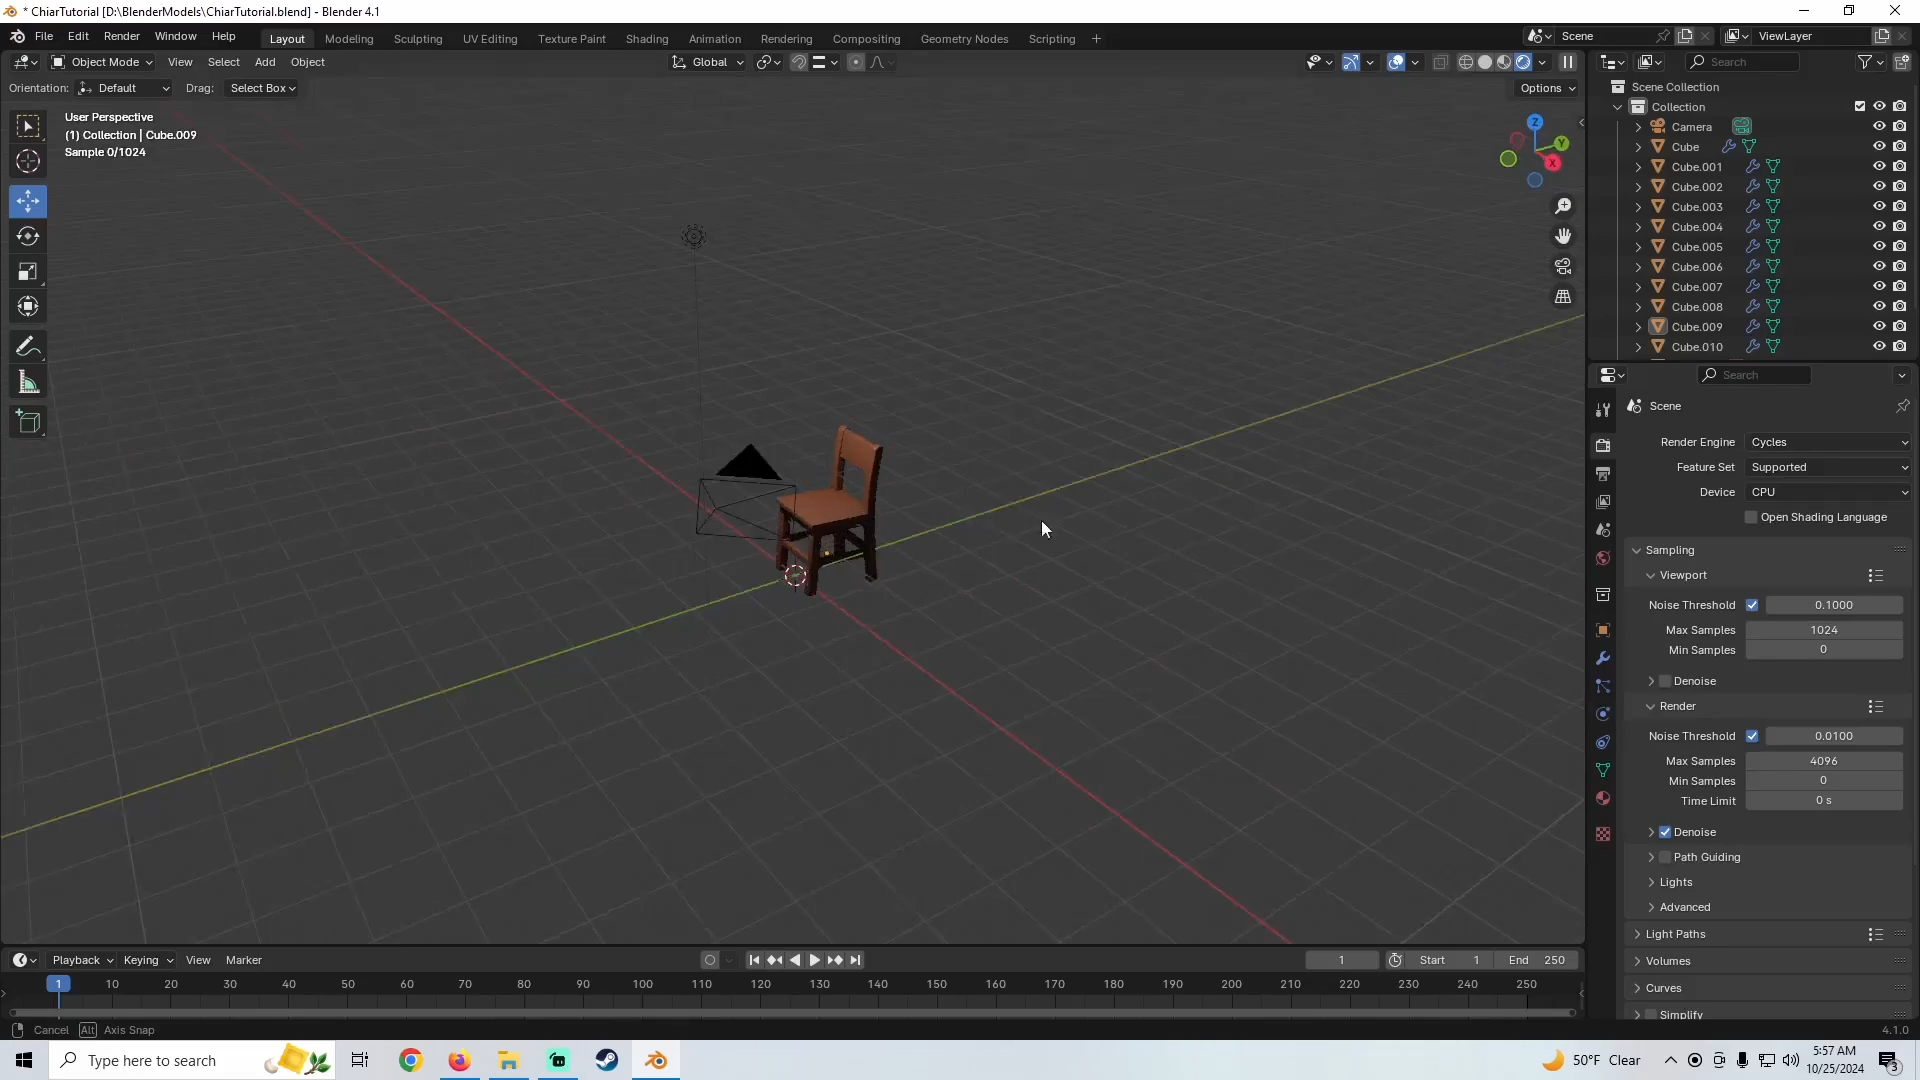 * ChiarTutorial [D:\BlenderModels\ChiarTutorial.blend] - Blender 4.1
File Edit Render Window Help Layout Modeling Sculpting UV Editing Texture Paint Shading Animation Rendering Compositing Geometry Nodes Scripting + Scene ViewLayer
Object Mode View Select Add Object Global Search
Orientation: Default Drag: Select Box Options
User Perspective
(1) Collection | Cube.009
Sample 0/1024
Z
Y
X
Scene Collection
Collection
Camera
Cube
Cube.001
Cube.002
Cube.003
Cube.004
Cube.005
Cube.006
Cube.007
Cube.008
Cube.009
Cube.010
Search
Scene
Render Engine Cycles
Feature Set Supported
Device CPU
Open Shading Language
Sampling
Viewport
Noise Threshold 0.1000
Max Samples 1024
Min Samples 0
Denoise
Render
Noise Threshold 0.0100
Max Samples 4096
Min Samples 0
Time Limit 0 s
Denoise
Path Guiding
Lights
Advanced
Light Paths
Volumes
Curves
Simplify
Playback Keying View Marker 1 Start 1 End 250
1 10 20 30 40 50 60 70 80 90 100 110 120 130 140 150 160 170 180 190 200 210 220 230 240 250
Cancel Alt Axis Snap 4.1.0
Type here to search 50°F Clear 5:57 AM
10/25/2024 3